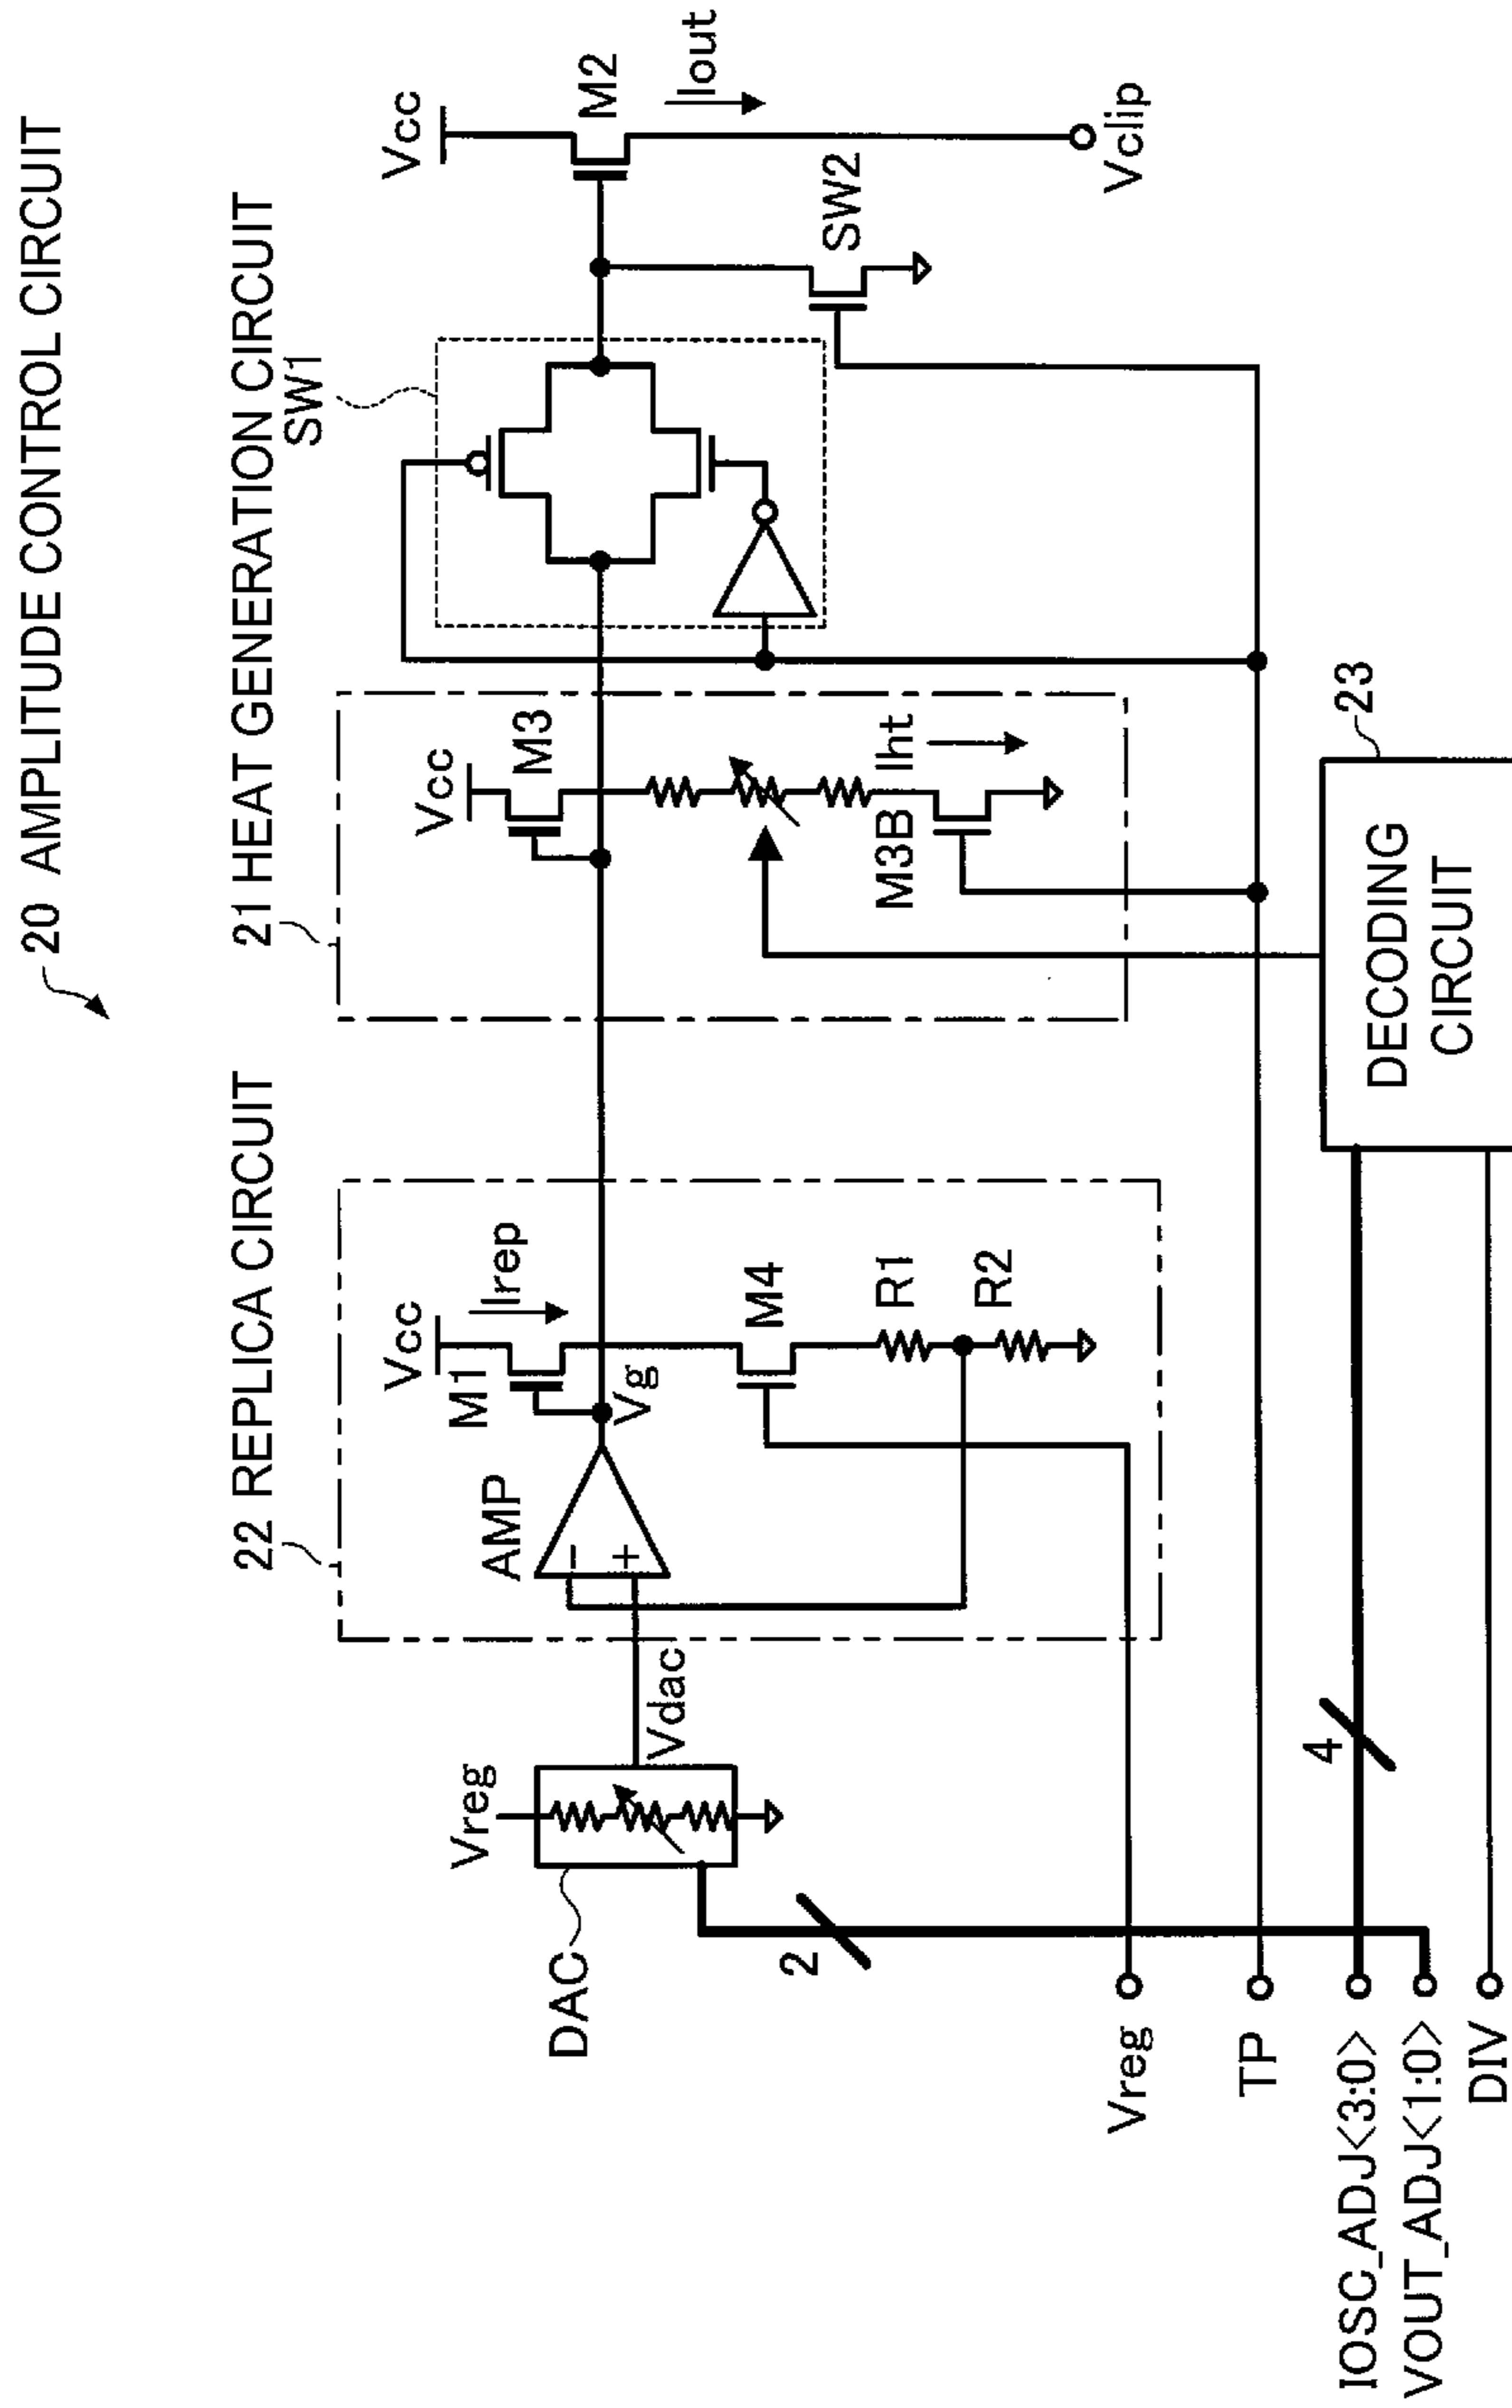 20 AMPLITUDE CONTROL CIRCUIT
22 REPLICA CIRCUIT
21 HEAT GENERATION CIRCUIT
SW1
Vcc
M1
Irep
AMP
−
+
Vg
M4
R1
R2
Vcc
M3
Iht
M3B
Vcc
M2
Iout
SW2
Vclip
Vreg
DAC
Vdac
2
4
23
DECODING
CIRCUIT
Vreg
TP
IOSC_ADJ<3:0>
VOUT_ADJ<1:0>
DIV